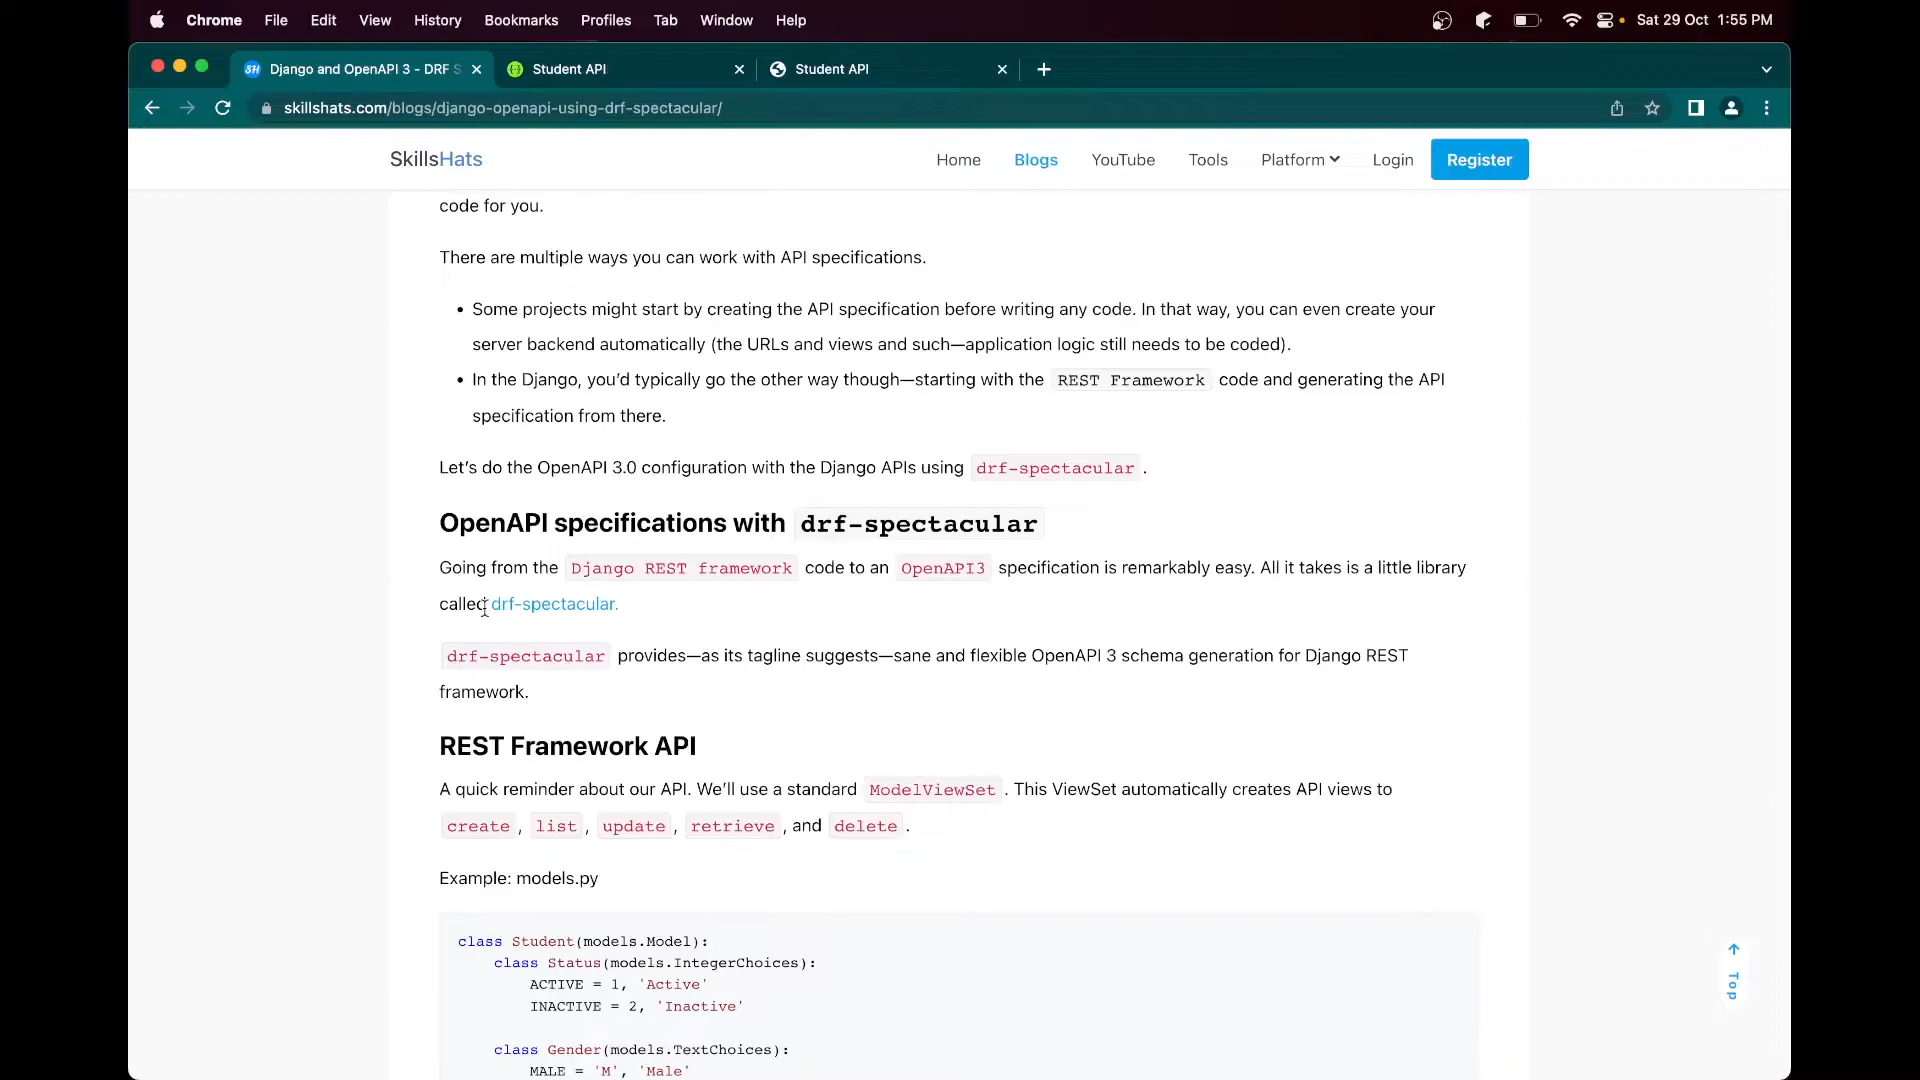 Chrome File Edit View History Bookmarks Profiles Tab Window Help Sat 29 Oct 1:55 PM
SH Django and OpenAPI 3 - DRF S Student API Student API
skillshats.com/blogs/django-openapi-using-drf-spectacular/
SkillsHats Home Blogs YouTube Tools Platform Login Register
code for you.
There are multiple ways you can work with API specifications.
• Some projects might start by creating the API specification before writing any code. In that way, you can even create your
server backend automatically (the URLs and views and such—application logic still needs to be coded).
• In the Django, you’d typically go the other way though—starting with the REST Framework code and generating the API
specification from there.
Let’s do the OpenAPI 3.0 configuration with the Django APIs using drf-spectacular .
OpenAPI specifications with drf-spectacular
Going from the Django REST framework code to an OpenAPI3 specification is remarkably easy. All it takes is a little library
called drf-spectacular.
drf-spectacular provides—as its tagline suggests—sane and flexible OpenAPI 3 schema generation for Django REST
framework.
REST Framework API
A quick reminder about our API. We’ll use a standard ModelViewSet . This ViewSet automatically creates API views to
create , list , update , retrieve , and delete .
Example: models.py
class Student(models.Model):
class Status(models.IntegerChoices):
ACTIVE = 1, 'Active'
INACTIVE = 2, 'Inactive'
class Gender(models.TextChoices):
MALE = 'M', 'Male'
Top